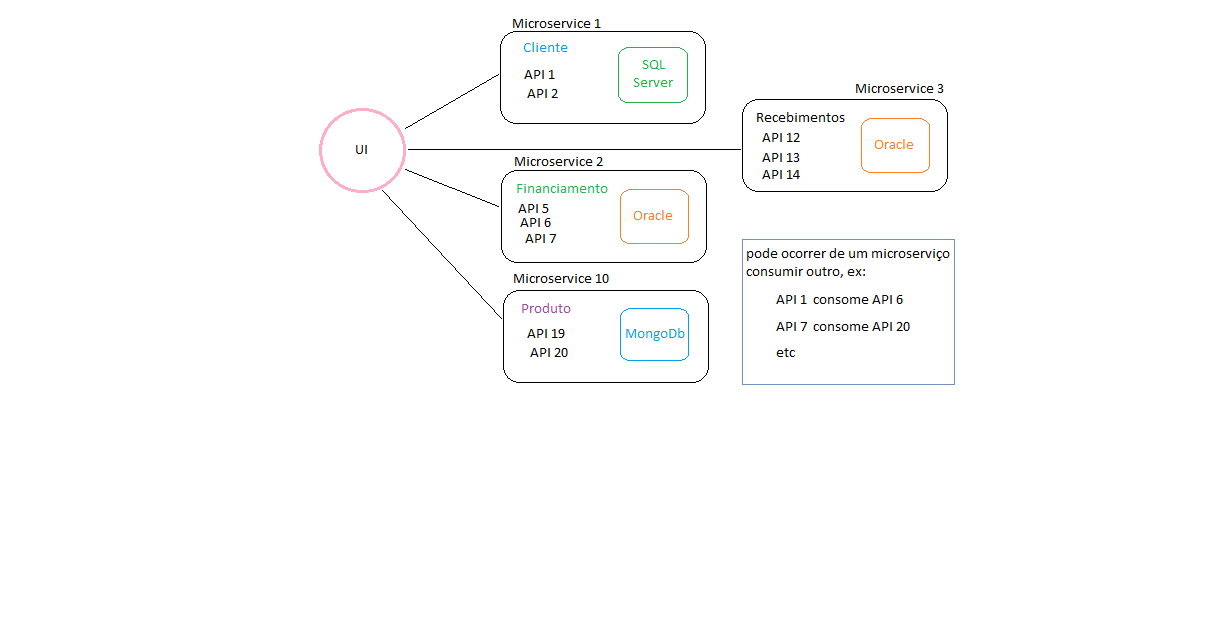 Microservice 1
Cliente
API 1
API 2
SQL
Server
Microservice 3
Recebimentos
API 12
API 13
API 14
Oracle
UI
Microservice 2
Financiamento
API 5
API 6
API 7
Oracle
Microservice 10
Produto
API 19
API 20
MongoDb
pode ocorrer de um microserviço
consumir outro, ex:
API 1 consome API 6
API 7 consome API 20
etc